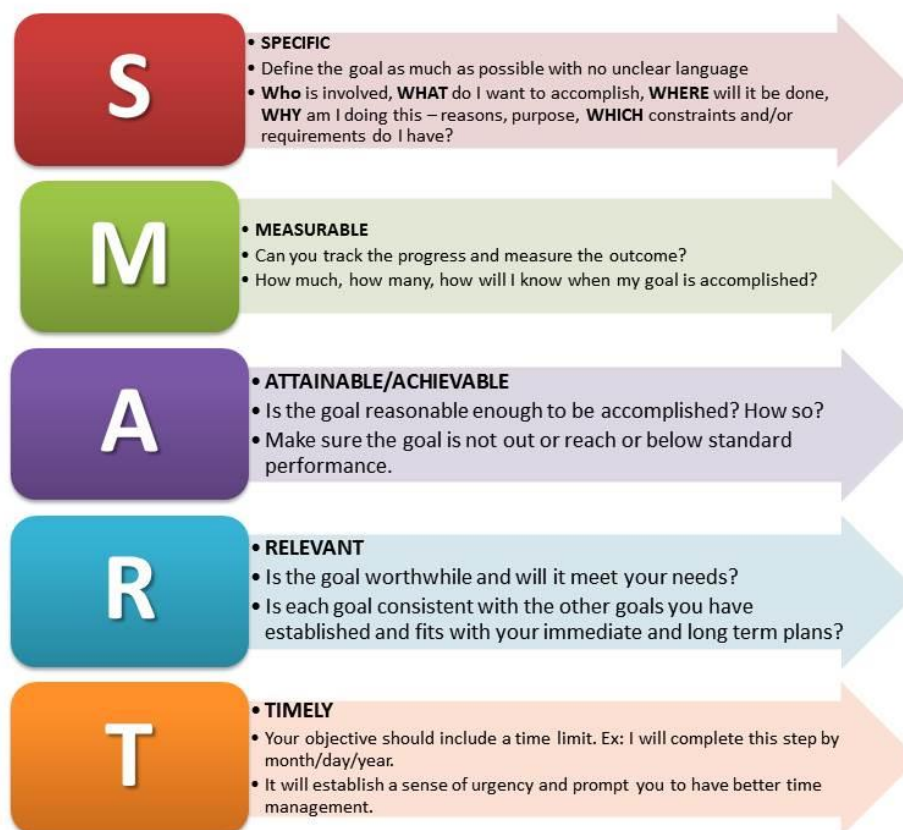 S
• SPECIFIC
• Define the goal as much as possible with no unclear language
• Who is involved, WHAT do I want to accomplish, WHERE will it be done,
WHY am I doing this – reasons, purpose, WHICH constraints and/or
requirements do I have?
M
• MEASURABLE
• Can you track the progress and measure the outcome?
• How much, how many, how will I know when my goal is accomplished?
A
• ATTAINABLE/ACHIEVABLE
• Is the goal reasonable enough to be accomplished? How so?
• Make sure the goal is not out or reach or below standard
performance.
R
• RELEVANT
• Is the goal worthwhile and will it meet your needs?
• Is each goal consistent with the other goals you have
established and fits with your immediate and long term plans?
T
• TIMELY
• Your objective should include a time limit. Ex: I will complete this step by
month/day/year.
• It will establish a sense of urgency and prompt you to have better time
management.